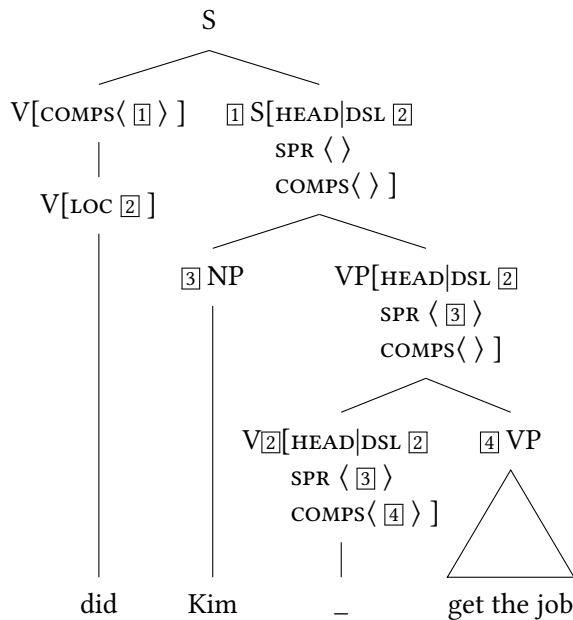 S
V[COMPS⟨ 1 ⟩ ] 1 S[HEAD|DSL 2
SPR ⟨ ⟩
COMPS⟨ ⟩ ]
V[LOC 2 ]
3 NP VP[HEAD|DSL 2
SPR ⟨ 3 ⟩
COMPS⟨ ⟩ ]
V2[HEAD|DSL 2 4 VP
SPR ⟨ 3 ⟩
COMPS⟨ 4 ⟩ ]
did Kim _ get the job